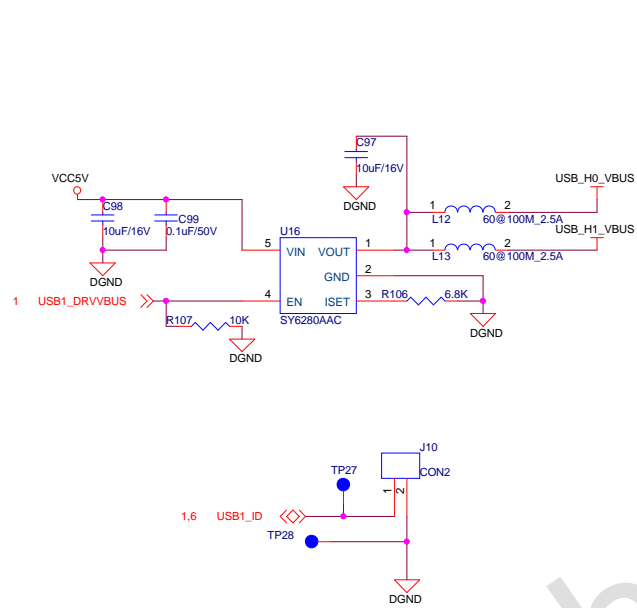 C97
10uF/16V
DGND
VCC5V
USB_H0_VBUS
C98
10uF/16V
C99
0.1uF/50V
DGND
1 2
L12 60@100M_2.5A
USB_H1_VBUS
1 2
L13 60@100M_2.5A
U16
5 VIN VOUT 1
GND 2
4 EN ISET 3
SY6280AAC
R106 6.8K
DGND
1 USB1_DRVVBUS
R107 10K
DGND
J10
CON2
1
2
TP27
1,6 USB1_ID
TP28
DGND